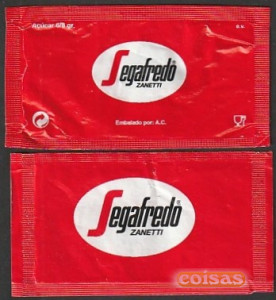 Açúcar 6/8 gr.
Segafredo
ZANETTI
Embalado por: A.C.
Segafredo
ZANETTI
coisas